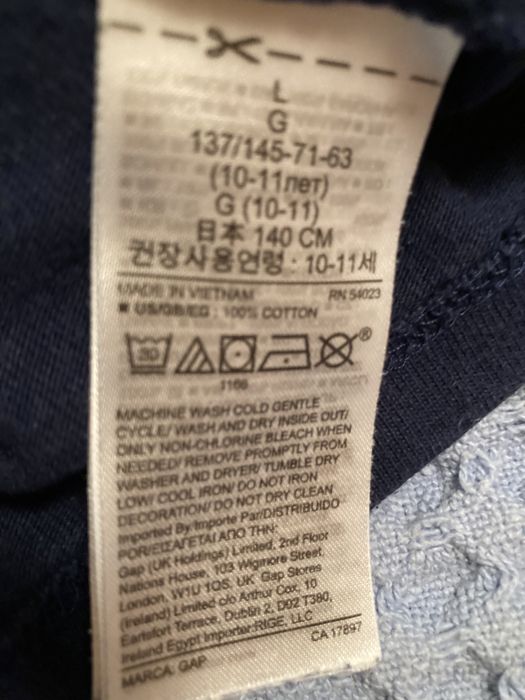 L
G
137/145-71-63
(10-11лет)
G (10-11)
日本 140 CM
권장사용연령 : 10-11세
MADE IN VIETNAM RN 54023
US/GB/EG : 100% COTTON
30
®
1166
MACHINE WASH COLD GENTLE
CYCLE/ WASH AND DRY INSIDE OUT/
ONLY NON-CHLORINE BLEACH WHEN
NEEDED/ REMOVE PROMPTLY FROM
WASHER AND DRYER/ TUMBLE DRY
LOW/ COOL IRON/ DO NOT IRON
DECORATION/ DO NOT DRY CLEAN
Imported By/Importe Par/DISTRIBUIDO
POR/ΕΙΣΑΓΕΤΑΙ ΑΠΟ ΤΗΝ:
Gap (UK Holdings) Limited, 2nd Floor
Nations House, 103 Wigmore Street,
London, W1U 1QS, UK Gap Stores
(Ireland) Limited c/o Arthur Cox, 10
Earlsfort Terrace, Dublin 2, D02 T380,
Ireland Egypt Importer:RIGE, LLC
CA 17897
MARCA: GAP